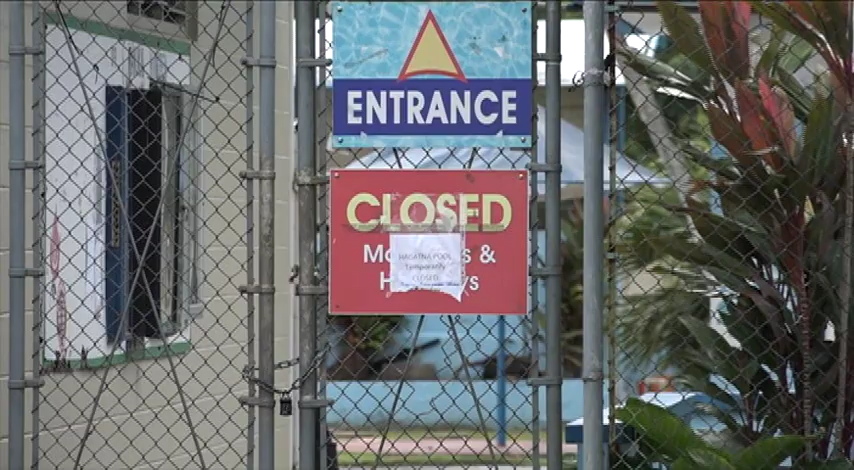 ENTRANCE
CLOSED
&
HAGATNA POOL
Temporarily
CLOSED